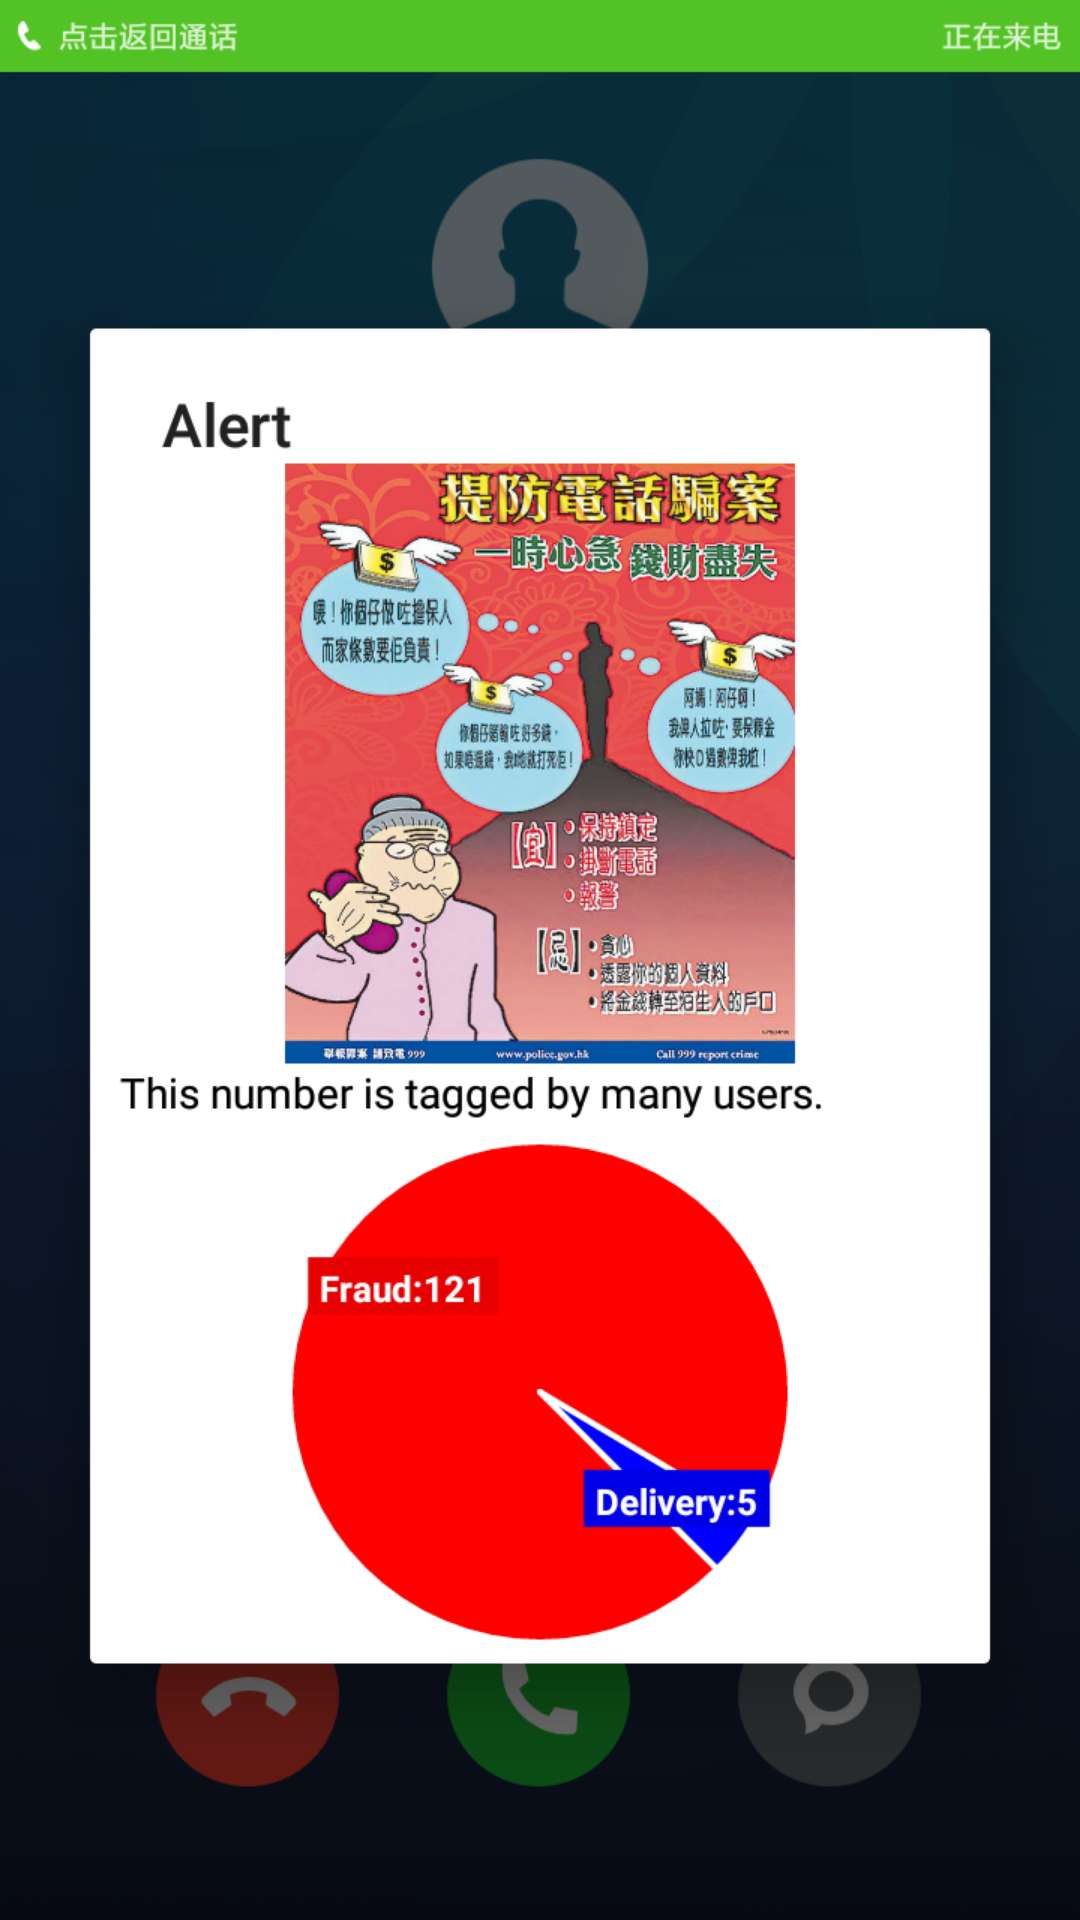 点击返回通话
正在来电
Alert
提防電話騙案
一時心急 錢財盡失
喂！你個仔做咗擔保人
而家條數要佢負責！
你個仔賭輸咗好多錢，
如果唔還錢，我哋就打死佢！
阿媽！阿仔啊！
我俾人拉咗，要保釋金
你快D過數俾我啦！
【宜】
•保持鎮定
•掛斷電話
•報警
【忌】
•貪心
•透露你的個人資料
•將金錢轉至陌生人的戶口
舉報罪案 請致電 999
www.police.gov.hk
Call 999 report crime
This number is tagged by many users.
Fraud:121
Delivery:5